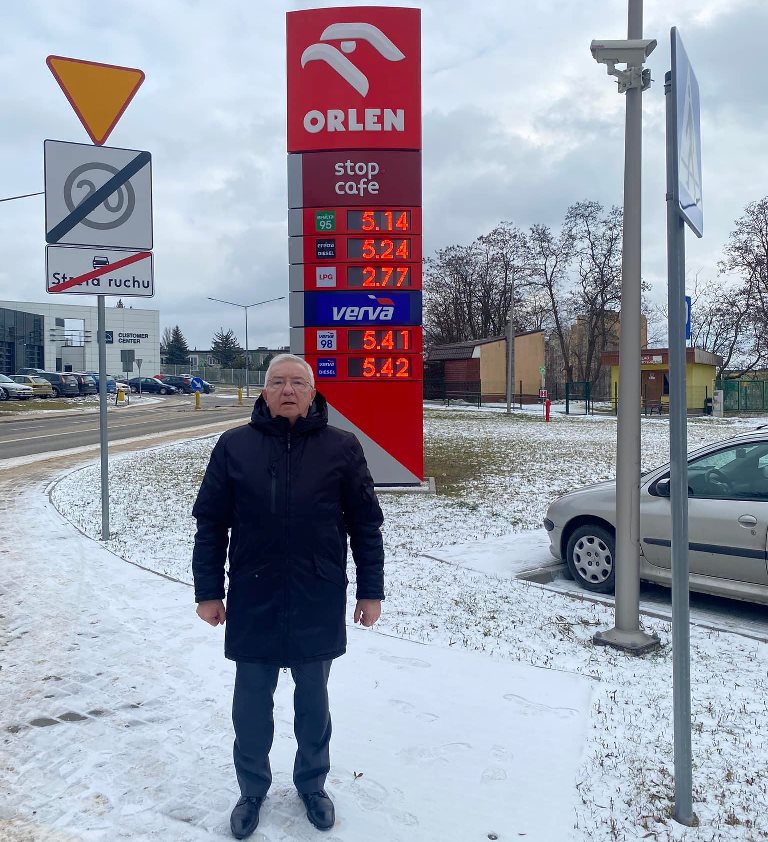 ORLEN
stop
cafe
95 5.14
DIESEL 5.24
LPG 2.77
verva
verva
98 5.41
verva
DIESEL 5.42
20
Strefa ruchu
CUSTOMER
CENTER